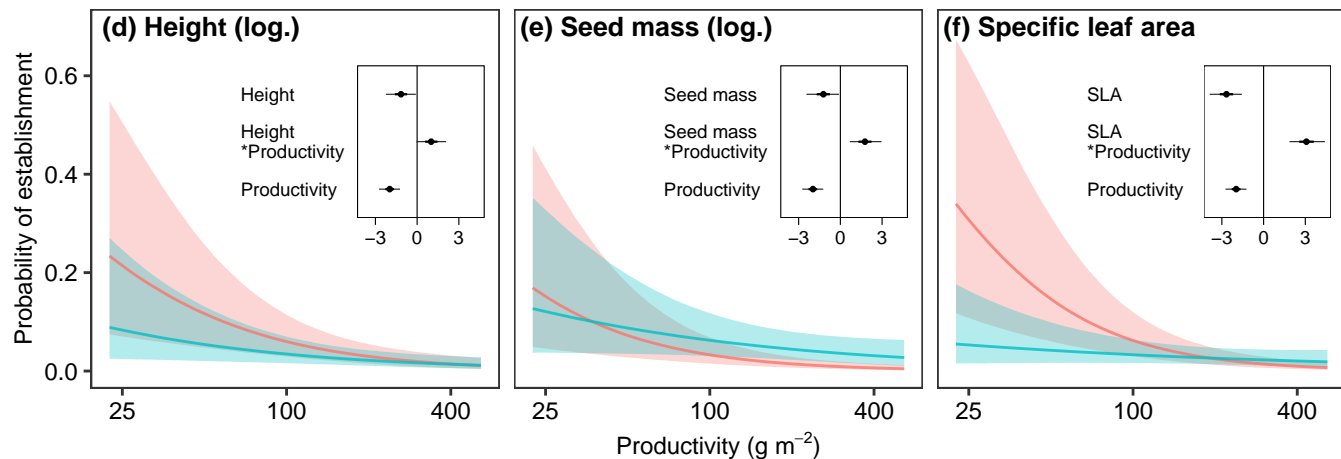 (d) Height (log.)
(e) Seed mass (log.)
(f) Specific leaf area
Probability of establishment
0.6
0.4
0.2
0.0
Height
Height
*Productivity
Productivity
−3 0 3
Seed mass
Seed mass
*Productivity
Productivity
−3 0 3
SLA
SLA
*Productivity
Productivity
−3 0 3
25 100 400
25 100 400
25 100 400
Productivity (g m⁻²)